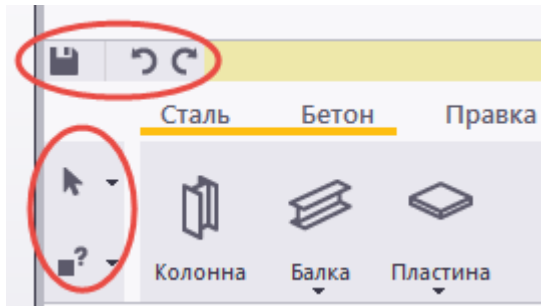 Сталь Бетон Правка
?
Колонна Балка Пластина